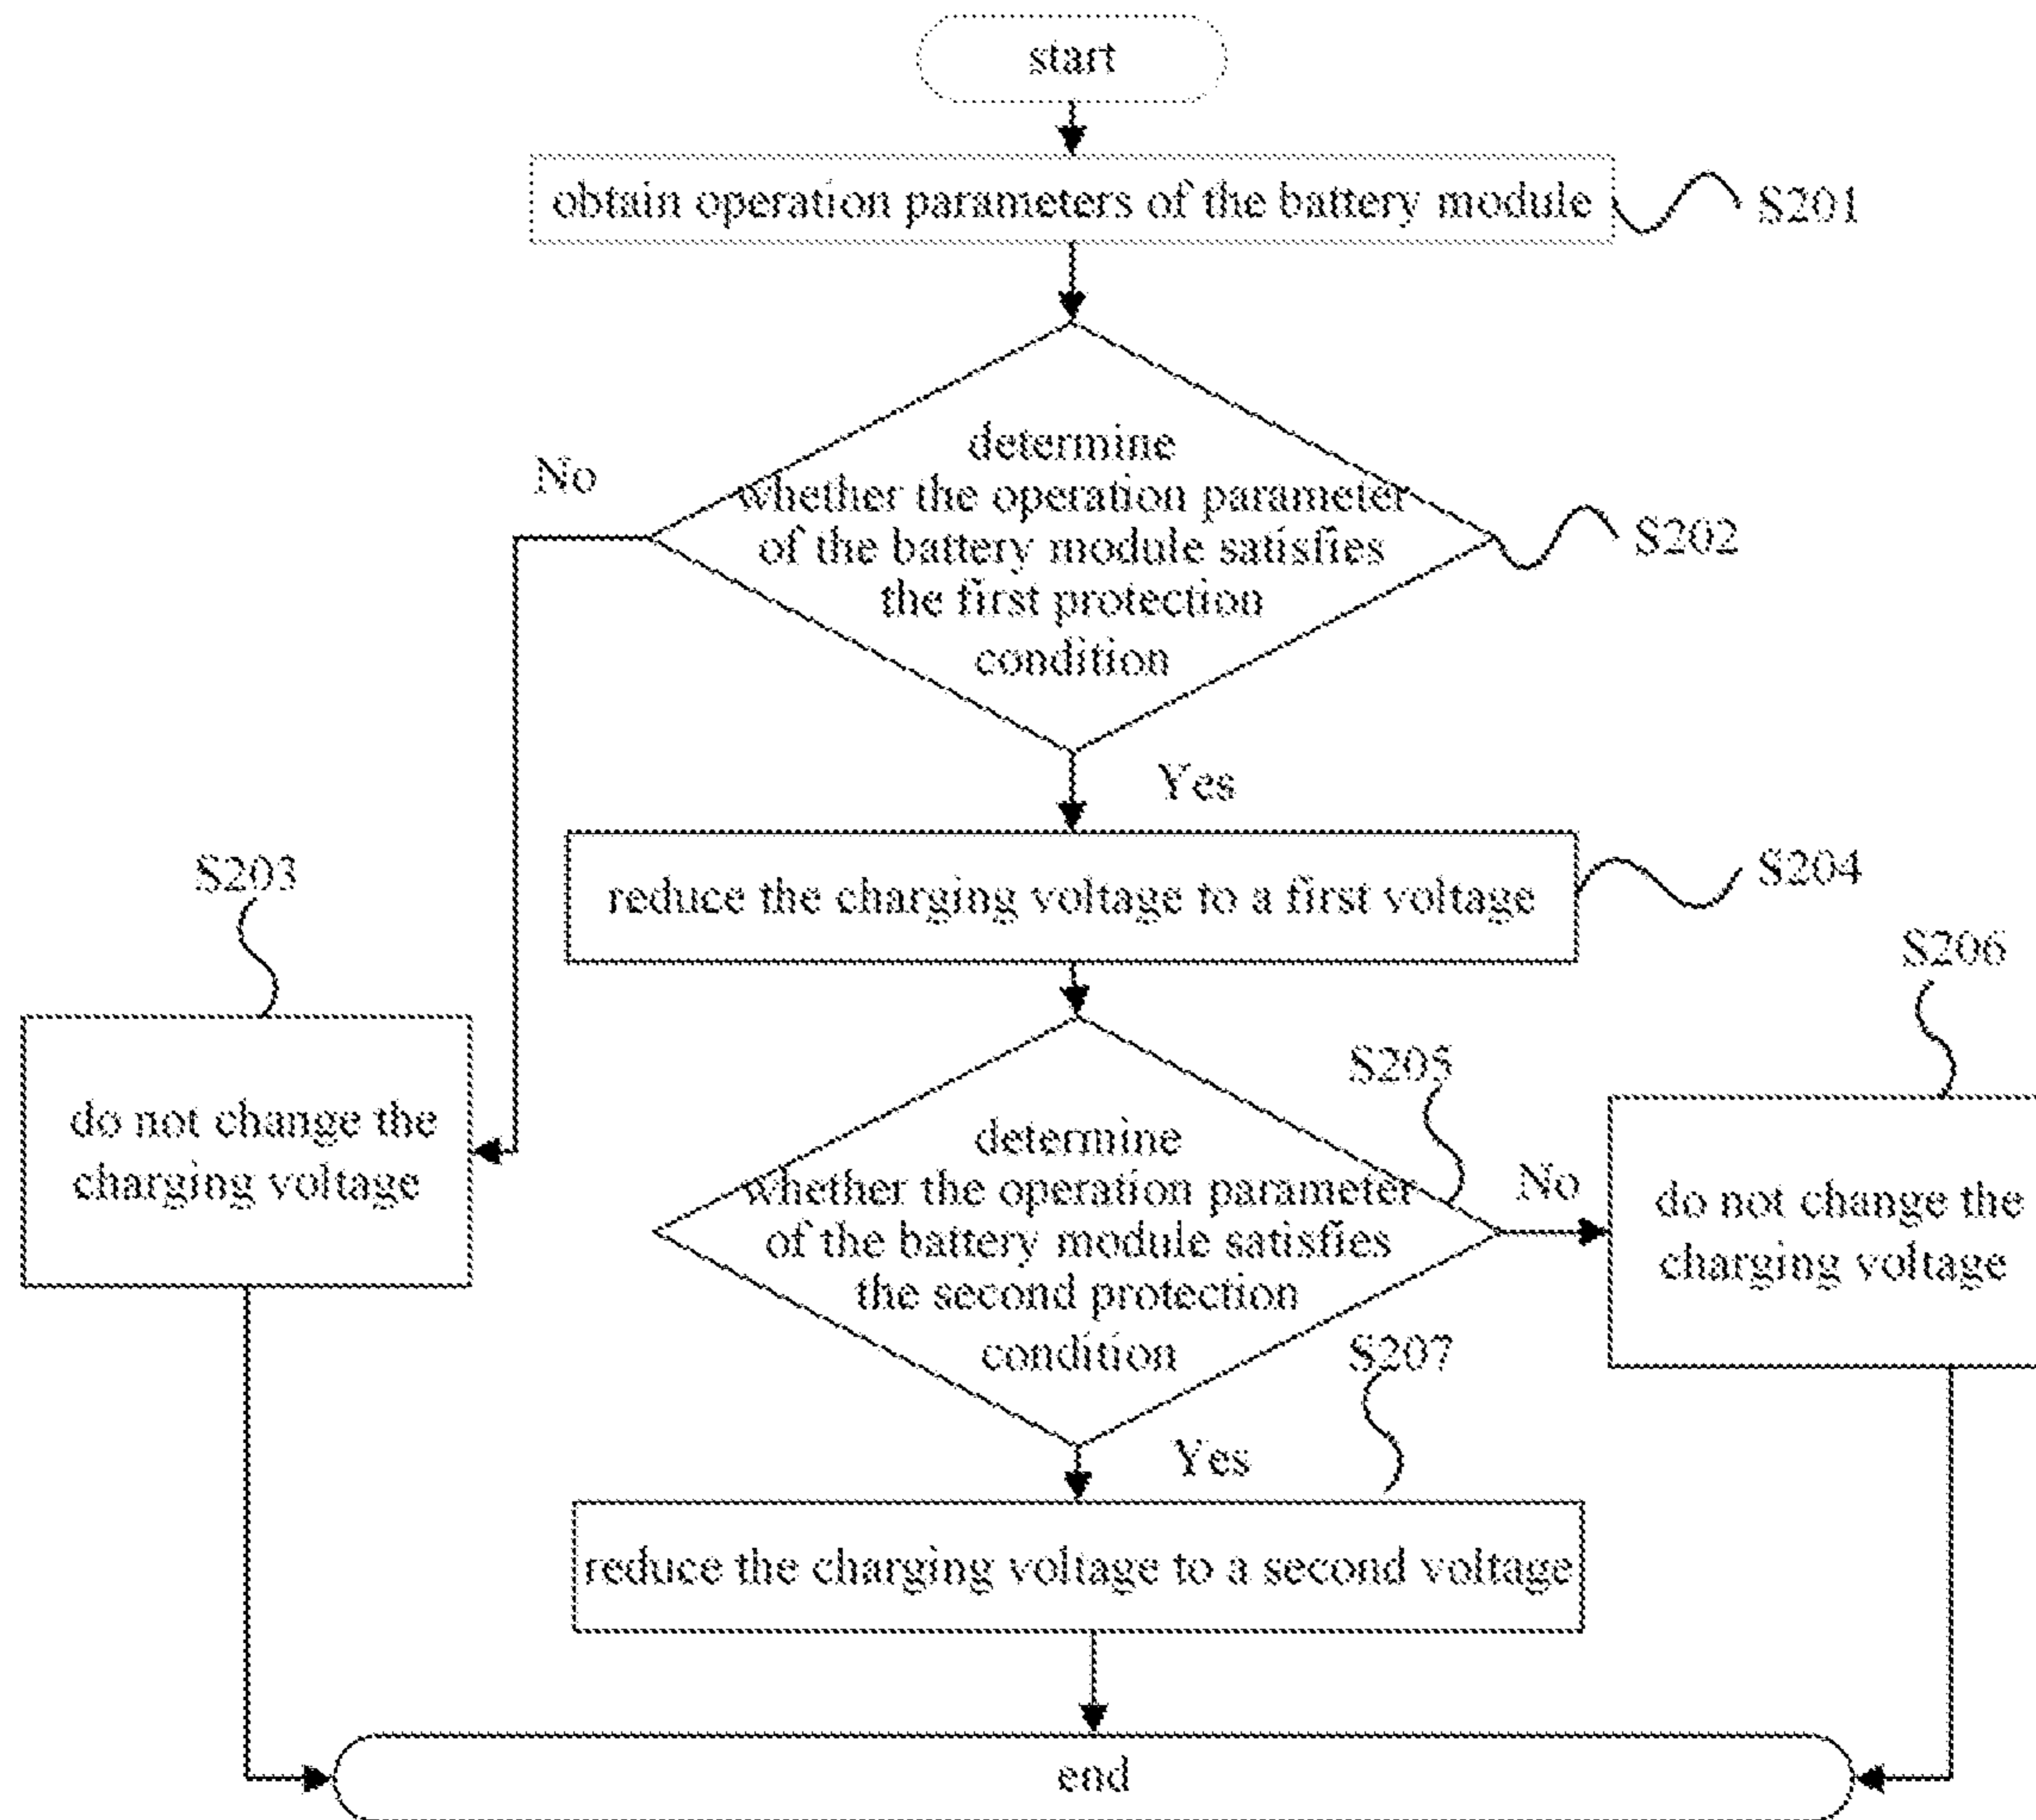 start
obtain operation parameters of the battery module
S201
determine
whether the operation parameter
of the battery module satisfies
the first protection
condition
No
S202
Yes
S203
reduce the charging voltage to a first voltage
S204
S206
do not change the
charging voltage
S205
determine
whether the operation parameter
of the battery module satisfies
the second protection
condition
No
do not change the
charging voltage
S207
Yes
reduce the charging voltage to a second voltage
end